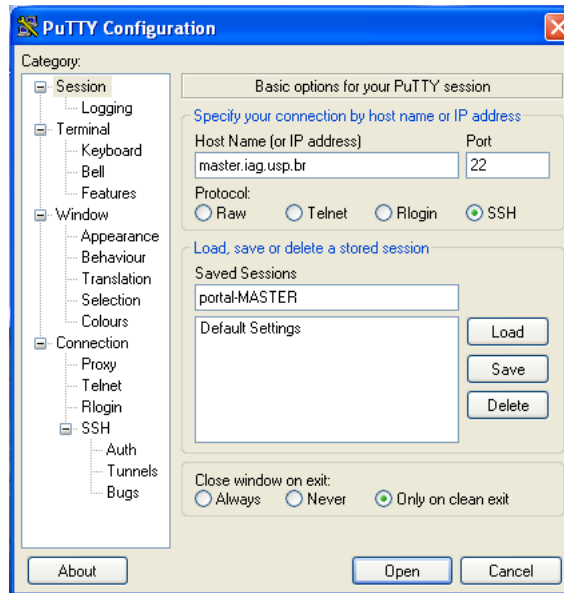 PuTTY Configuration
Category:
Session
Logging
Terminal
Keyboard
Bell
Features
Window
Appearance
Behaviour
Translation
Selection
Colours
Connection
Proxy
Telnet
Rlogin
SSH
Auth
Tunnels
Bugs
Basic options for your PuTTY session
Specify your connection by host name or IP address
Host Name (or IP address) Port
master.iag.usp.br 22
Protocol:
Raw Telnet Rlogin SSH
Load, save or delete a stored session
Saved Sessions
portal-MASTER
Default Settings
Load
Save
Delete
Close window on exit:
Always Never Only on clean exit
About Open Cancel